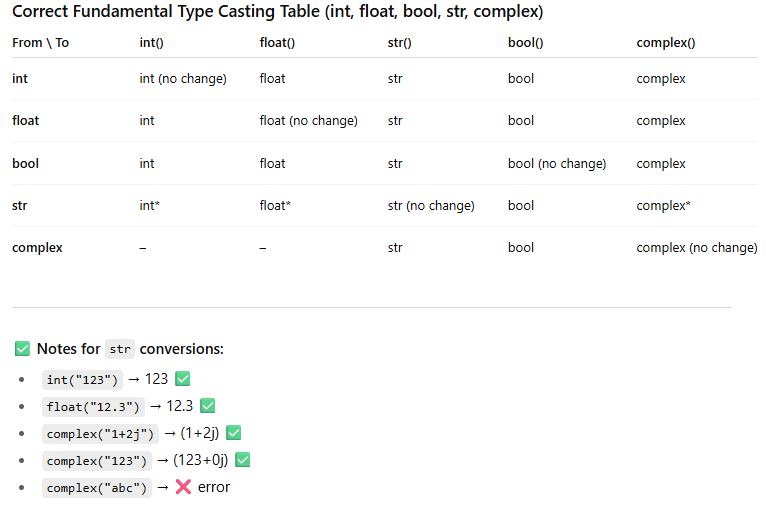 Correct Fundamental Type Casting Table (int, float, bool, str, complex)
From \ To int() float() str() bool() complex()
int int (no change) float str bool complex
float int float (no change) str bool complex
bool int float str bool (no change) complex
str int* float* str (no change) bool complex*
complex – – str bool complex (no change)
✅ Notes for str conversions:
• int("123") → 123 ✅
• float("12.3") → 12.3 ✅
• complex("1+2j") → (1+2j) ✅
• complex("123") → (123+0j) ✅
• complex("abc") → ❌ error